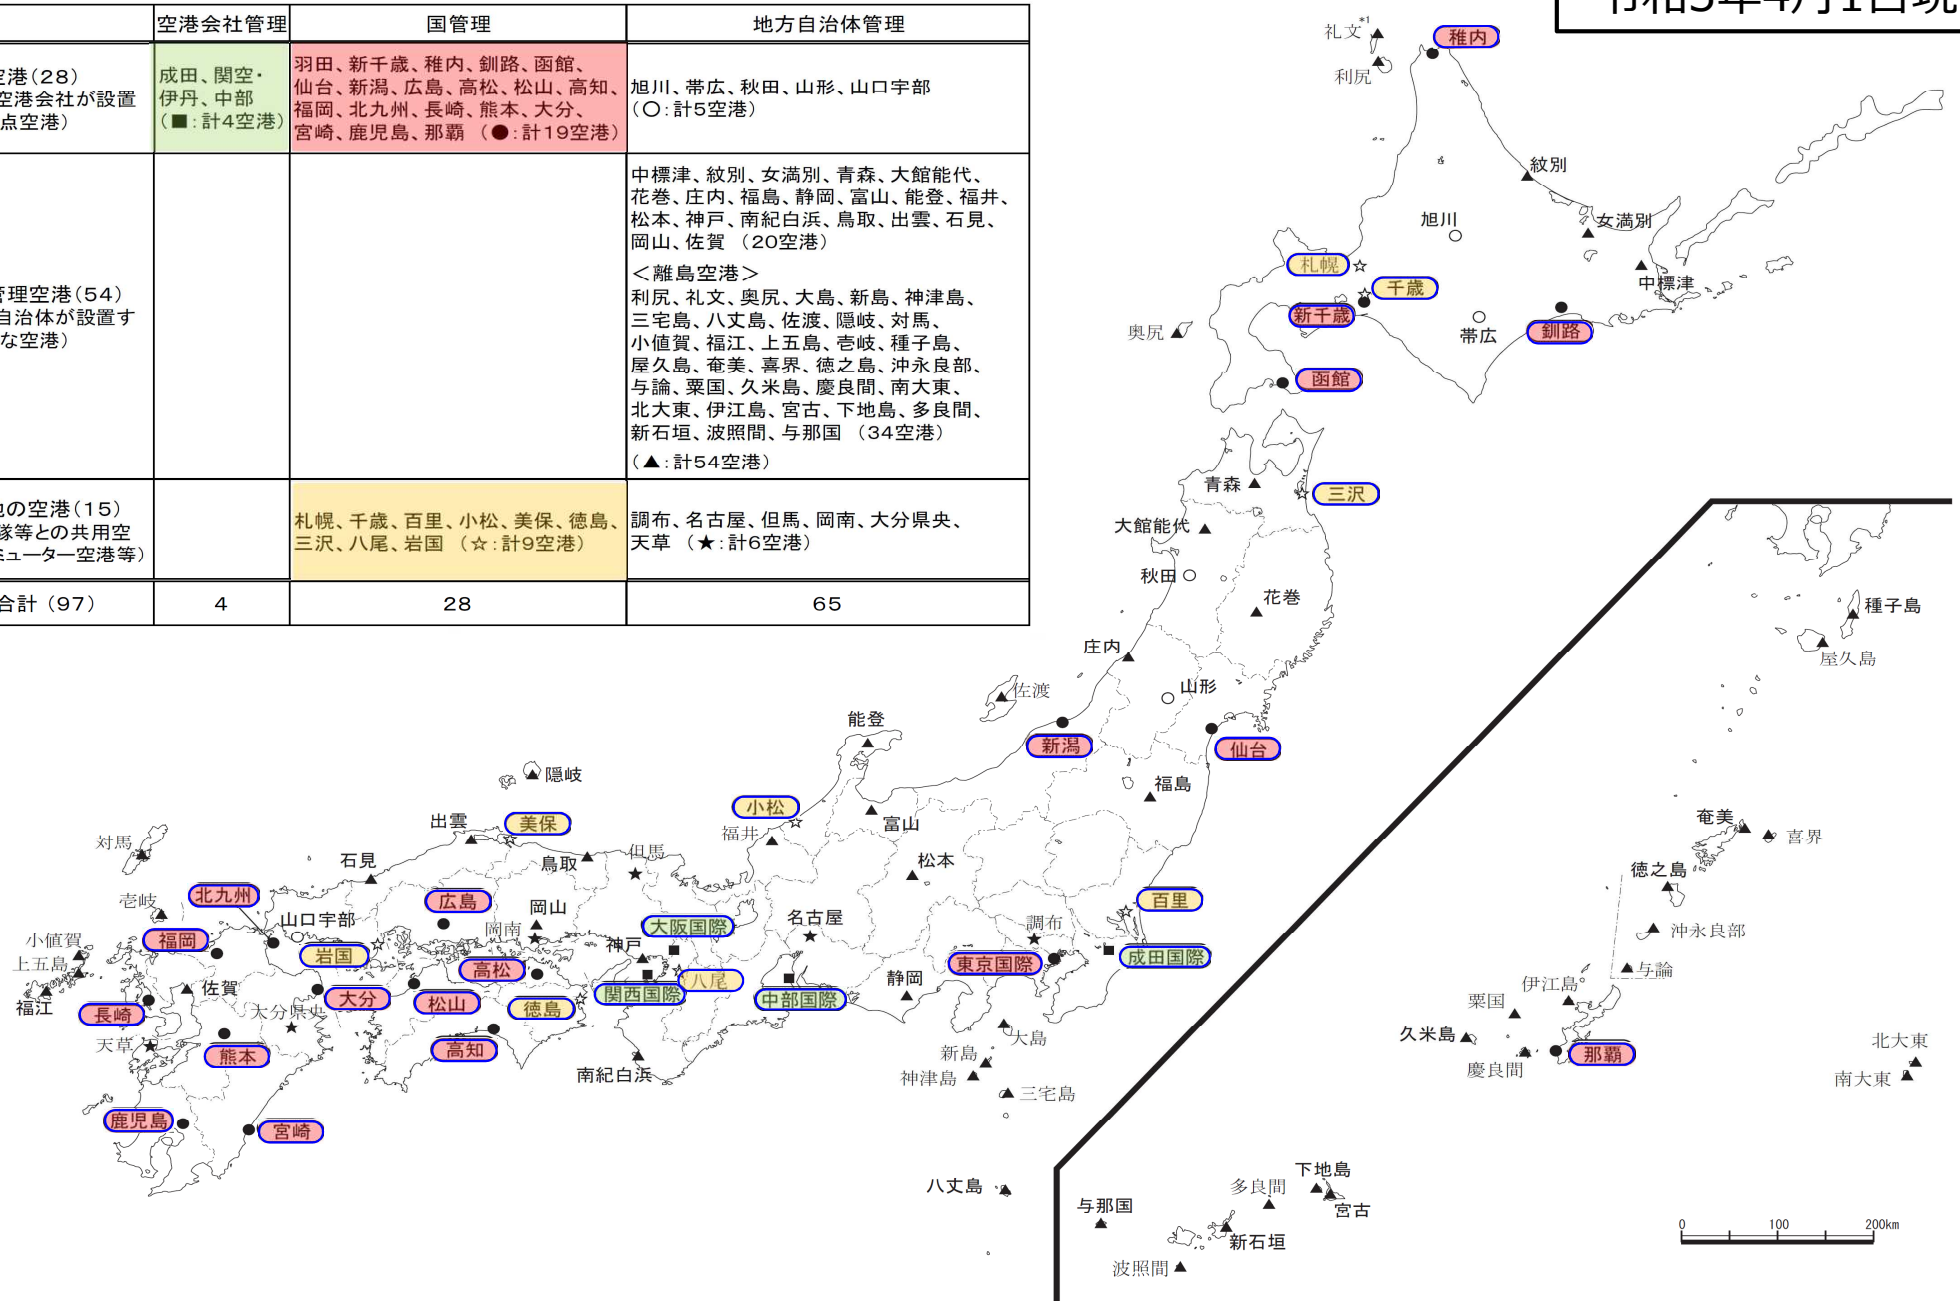 空港会社管理
国管理
地方自治体管理
空港(28)
空港会社が設置
点空港)
成田、関空・
伊丹、中部
(■:計4空港)
羽田、新千歳、稚内、釧路、函館、
仙台、新潟、広島、高松、松山、高知、
福岡、北九州、長崎、熊本、大分、
宮崎、鹿児島、那覇 (●:計19空港)
旭川、帯広、秋田、山形、山口宇部
(○:計5空港)
管理空港(54)
自治体が設置す
な空港)
中標津、紋別、女満別、青森、大館能代、
花巻、庄内、福島、静岡、富山、能登、福井、
松本、神戸、南紀白浜、鳥取、出雲、石見、
岡山、佐賀 (20空港)
<離島空港>
利尻、礼文、奥尻、大島、新島、神津島、
三宅島、八丈島、佐渡、隠岐、対馬、
小値賀、福江、上五島、壱岐、種子島、
屋久島、奄美、喜界、徳之島、沖永良部、
与論、粟国、久米島、慶良間、南大東、
北大東、伊江島、宮古、下地島、多良間、
新石垣、波照間、与那国 (34空港)
(▲:計54空港)
他の空港(15)
隊等との共用空
ミューター空港等)
札幌、千歳、百里、小松、美保、徳島、
三沢、八尾、岩国 (☆:計9空港)
調布、名古屋、但馬、岡南、大分県央、
天草 (★:計6空港)
合計(97)
4
28
65
礼文*1
稚内
利尻
紋別
旭川
女満別
札幌
千歳
中標津
新千歳
奥尻
帯広
釧路
函館
青森
三沢
大館能代
秋田
花巻
庄内
佐渡
山形
能登
新潟
仙台
隠岐
福島
小松
出雲
美保
福井
富山
対馬
石見
鳥取
但馬
松本
北九州
壱岐
広島
岡山
百里
山口宇部
岡南
大阪国際
名古屋
調布
小値賀
福岡
神戸
上五島
岩国
高松
東京国際
成田国際
福江
佐賀
大分
松山
徳島
関西国際
八尾
中部国際
静岡
長崎
大分県央
天草
熊本
高知
南紀白浜
大島
新島
神津島
三宅島
鹿児島
宮崎
八丈島
種子島
屋久島
奄美
喜界
徳之島
沖永良部
与論
伊江島
粟国
久米島
慶良間
那覇
北大東
南大東
下地島
多良間
与那国
宮古
新石垣
波照間
0 100 200km